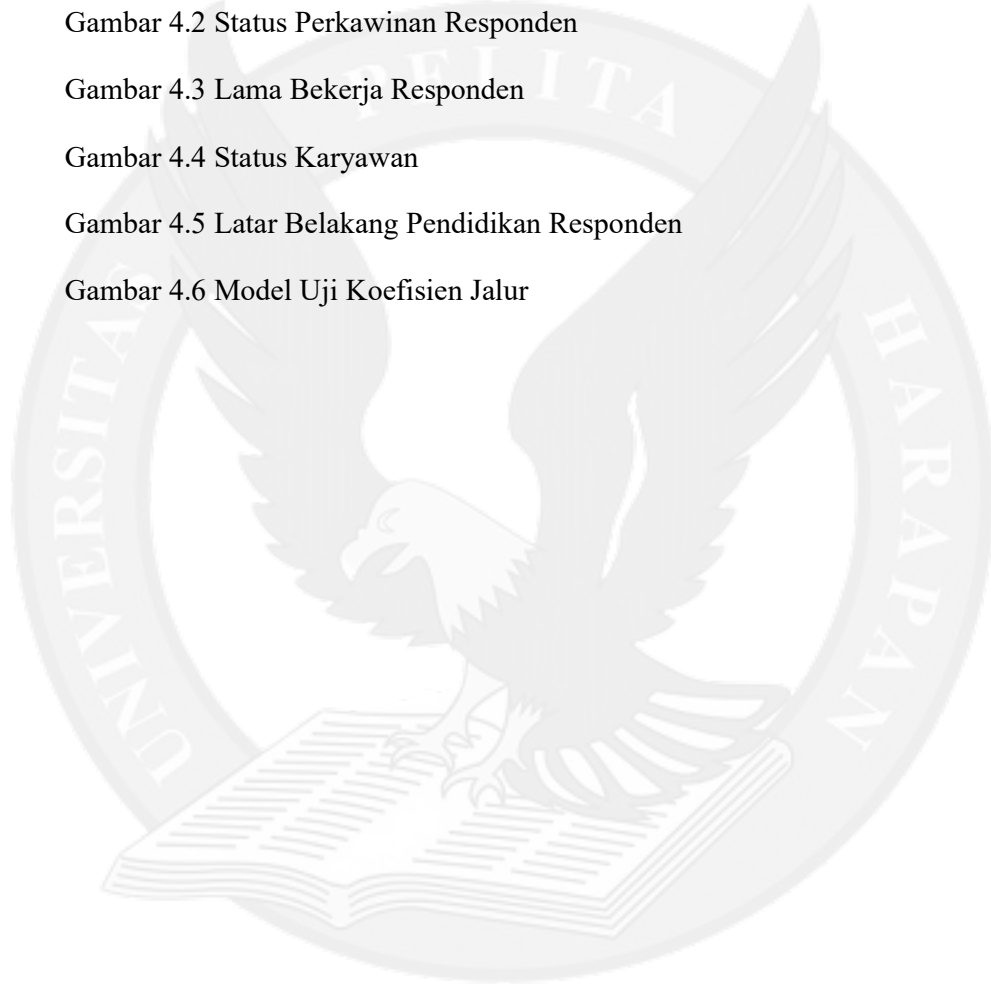 Gambar 4.2 Status Perkawinan Responden
PELITA
Gambar 4.3 Lama Bekerja Responden
Gambar 4.4 Status Karyawan
Gambar 4.5 Latar Belakang Pendidikan Responden
Gambar 4.6 Model Uji Koefisien Jalur
UNIVERSITAS
HARAPAN